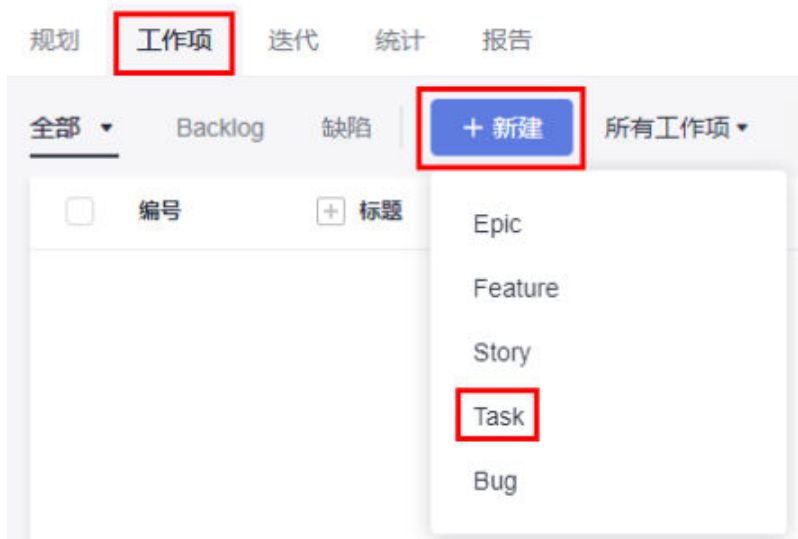 规划 工作项 迭代 统计 报告
全部 Backlog 缺陷 + 新建 所有工作项
编号 标题
Epic
Feature
Story
Task
Bug